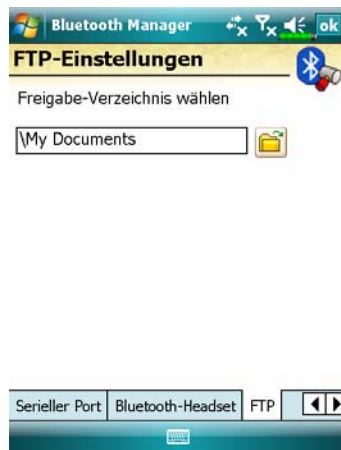 Bluetooth Manager ok
FTP-Einstellungen
Freigabe-Verzeichnis wählen
\My Documents
Serieller Port Bluetooth-Headset FTP